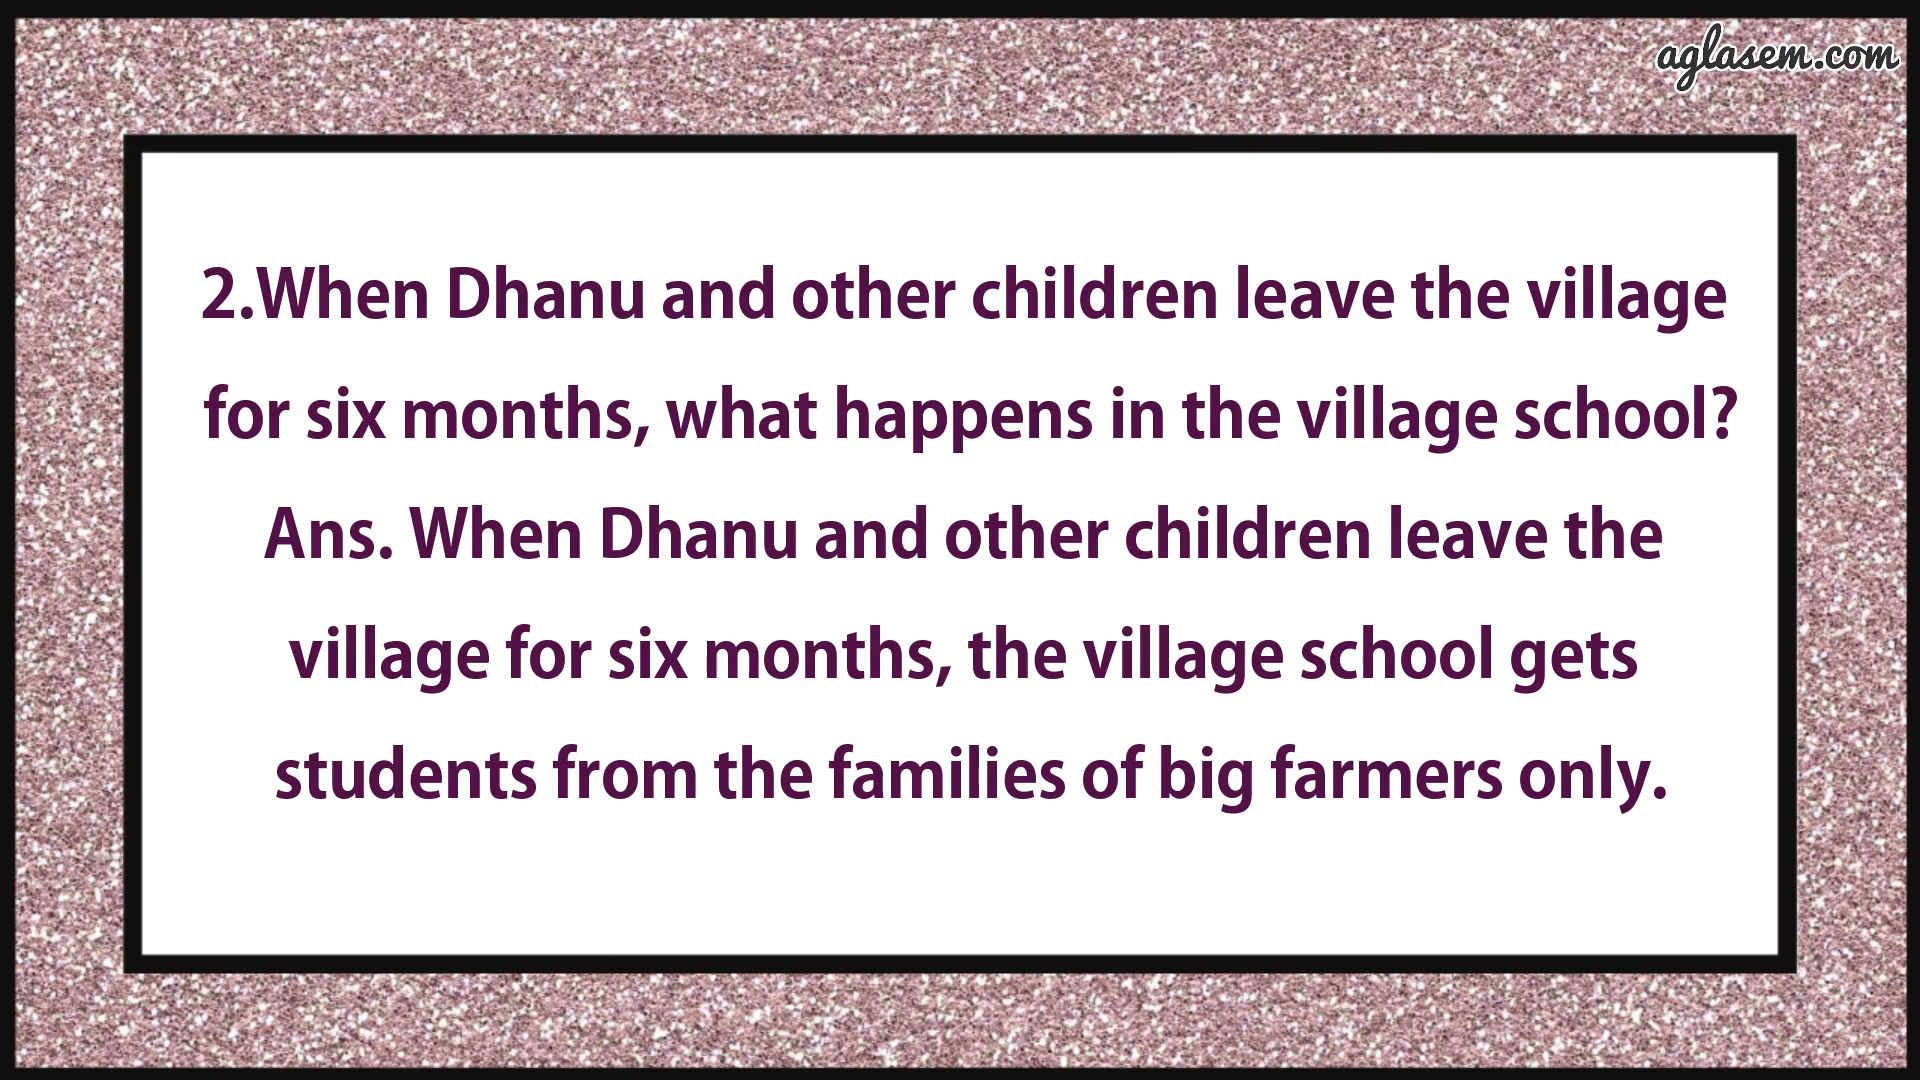 aglasem.com
2.When Dhanu and other children leave the village
for six months, what happens in the village school?
Ans. When Dhanu and other children leave the
village for six months, the village school gets
students from the families of big farmers only.